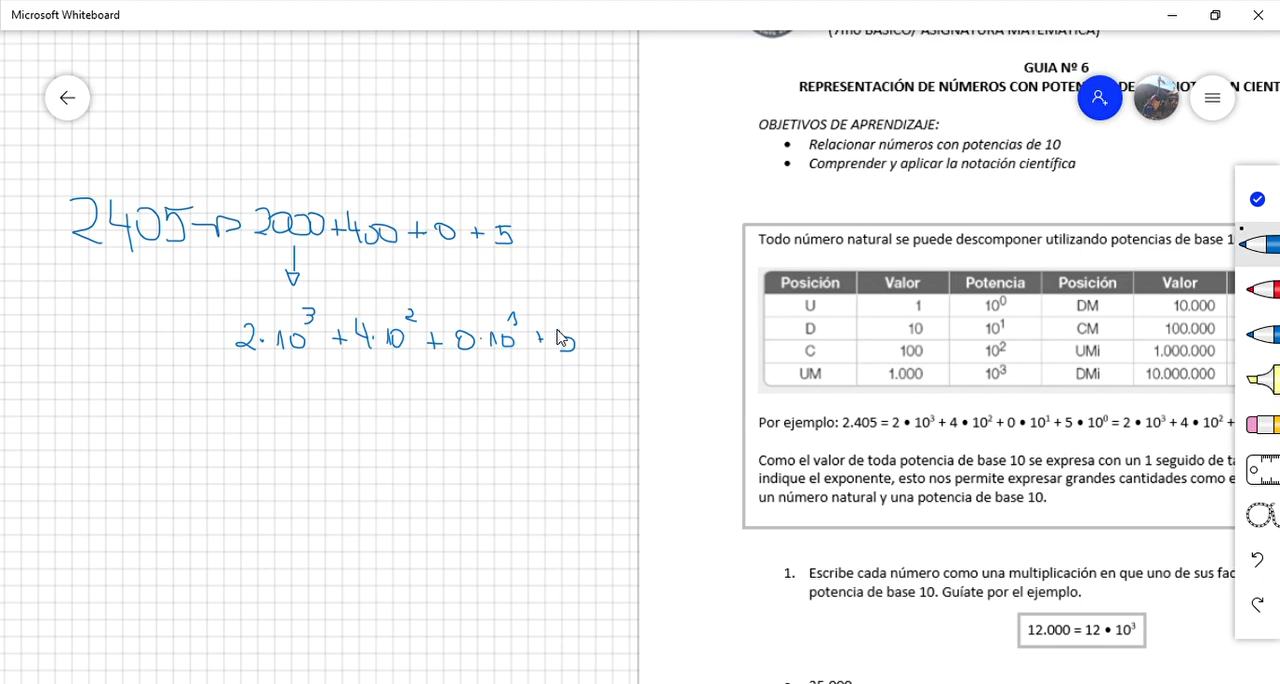 Microsoft Whiteboard
(7mo BÁSICO/ ASIGNATURA MATEMÁTICA)
GUIA Nº 6
REPRESENTACIÓN DE NÚMEROS CON POTEN
OBJETIVOS DE APRENDIZAJE:
• Relacionar números con potencias de 10
• Comprender y aplicar la notación científica
2405 → 2000 + 400 + 0 + 5
↓
2 · 10³ + 4 · 10² + 0 · 10¹ + 5
Todo número natural se puede descomponer utilizando potencias de base 1
Posición Valor Potencia Posición Valor
U 1 10⁰ DM 10.000
D 10 10¹ CM 100.000
C 100 10² UMi 1.000.000
UM 1.000 10³ DMi 10.000.000
Por ejemplo: 2.405 = 2 • 10³ + 4 • 10² + 0 • 10¹ + 5 • 10⁰ = 2 • 10³ + 4 • 10² +
Como el valor de toda potencia de base 10 se expresa con un 1 seguido de ta
indique el exponente, esto nos permite expresar grandes cantidades como e
un número natural y una potencia de base 10.
1. Escribe cada número como una multiplicación en que uno de sus fac
potencia de base 10. Guíate por el ejemplo.
12.000 = 12 • 10³